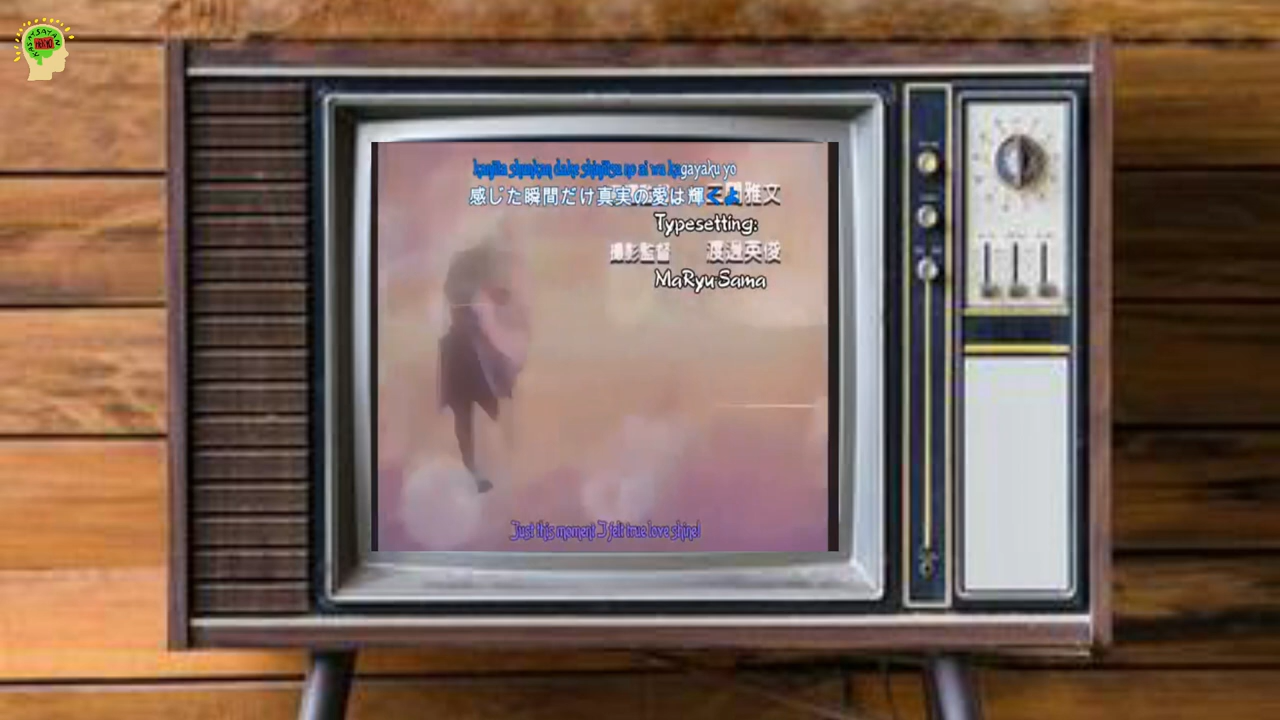 kanjita shunkan dake shinjitsu no ai wa kagayaku yo
感じた瞬間だけ真実の愛は輝くよ
雅文
Typesetting:
撮影監督 渡邊英俊
MaRyu-Sama
Just this moment I felt true love shine!